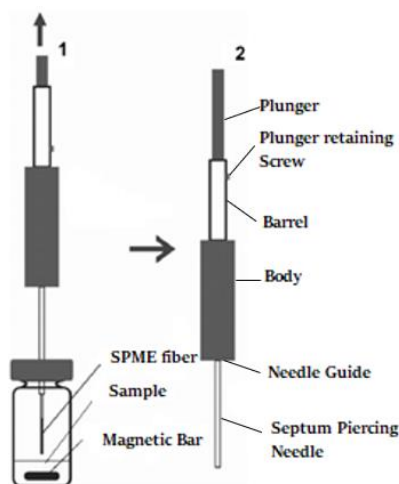 1
2
Plunger
Plunger retaining
Screw
Barrel
Body
SPME fiber
Needle Guide
Sample
Magnetic Bar
Septum Piercing
Needle